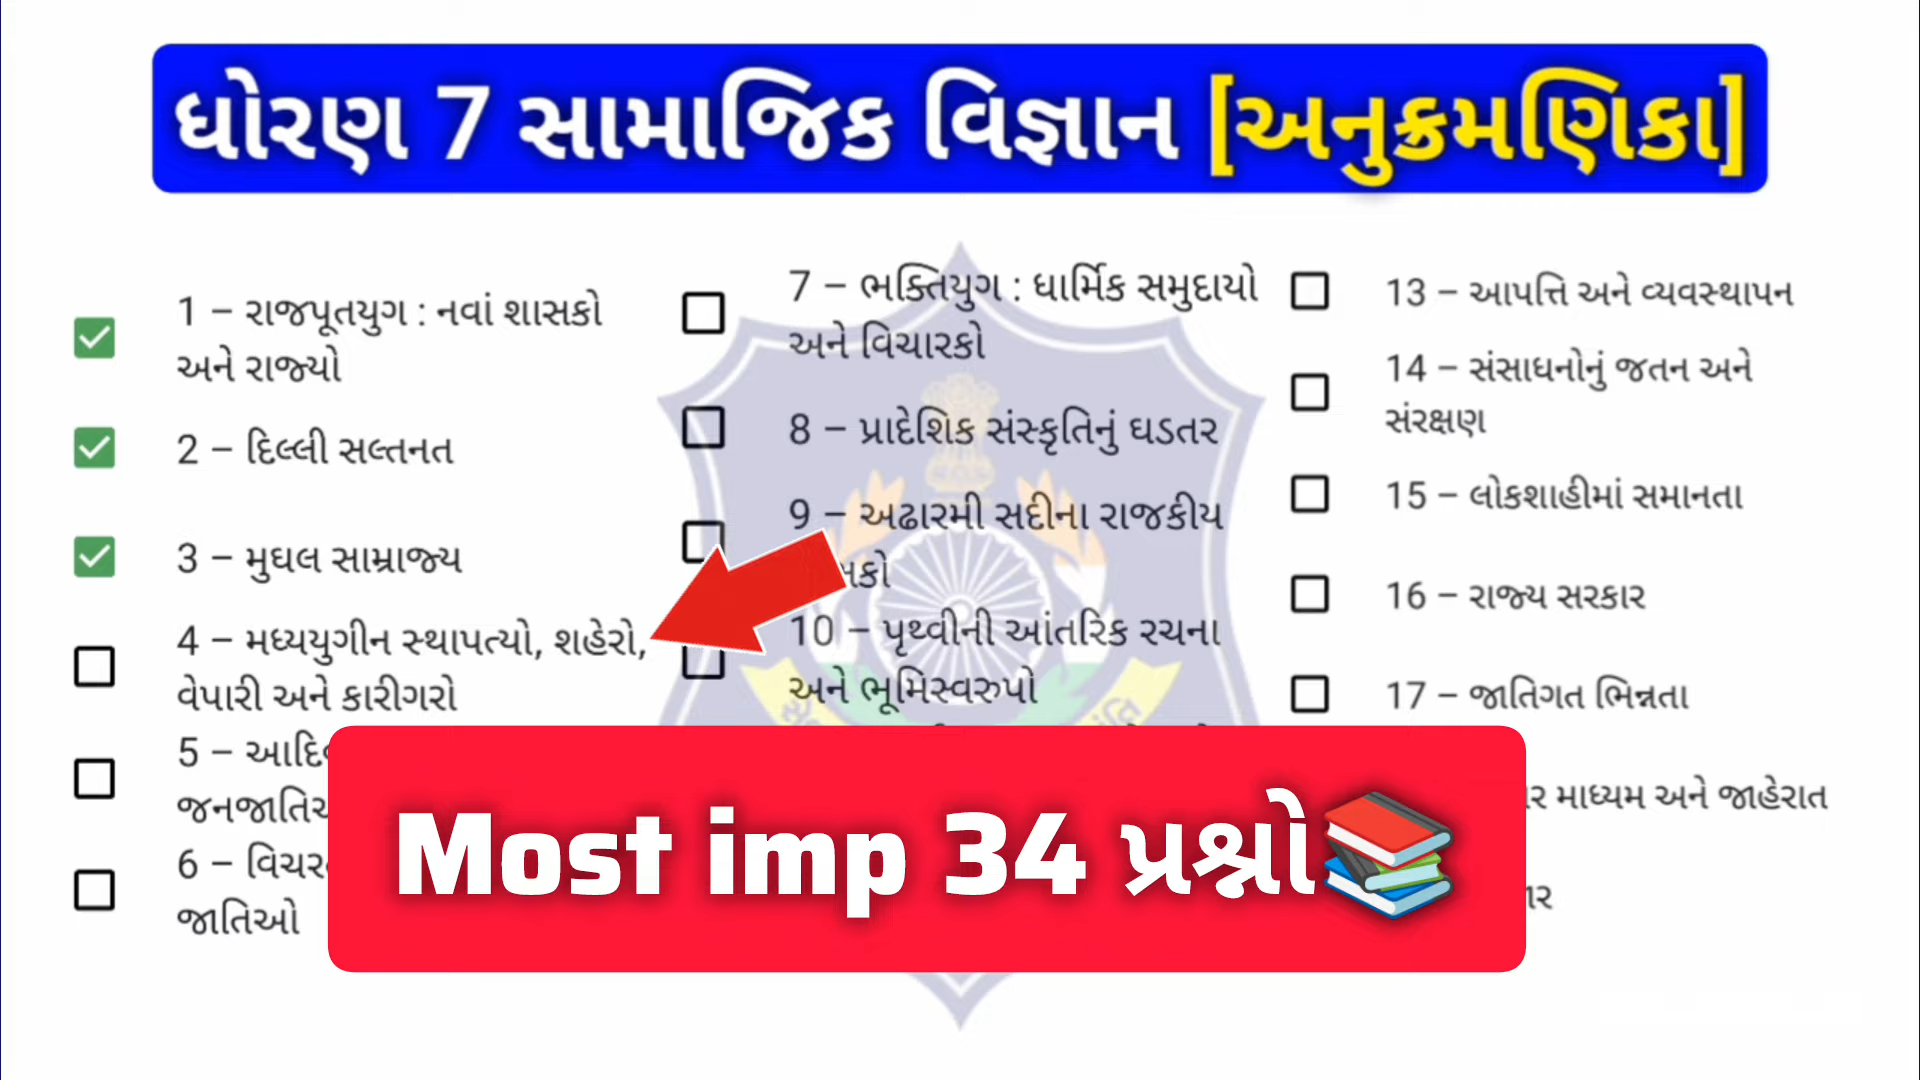 ધોરણ 7 સામાજિક વિજ્ઞાન [અનુક્રમણિકા]
1 – રાજપૂતયુગ : નવાં શાસકો
અને રાજ્યો
2 – દિલ્લી સલ્તનત
3 – મુઘલ સામ્રાજ્ય
4 – મધ્યયુગીન સ્થાપત્યો, શહેરો,
વેપારી અને કારીગરો
5 –
6 –
જાતિઓ
7 – ભક્તિયુગ : ધાર્મિક સમુદાયો
અને વિચારકો
8 – પ્રાદેશિક સંસ્કૃતિનું ઘડતર
9 – અઢારમી સદીના રાજકીય
10 – પૃથ્વીની આંતરિક રચના
અને ભૂમિસ્વરુપો
13 – આપત્તિ અને વ્યવસ્થાપન
14 – સંસાધનોનું જતન અને
સંરક્ષણ
15 – લોકશાહીમાં સમાનતા
16 – રાજ્ય સરકાર
17 – જાતિગત ભિન્નતા
માધ્યમ અને જાહેરાત
Most imp 34 પ્રશ્નો